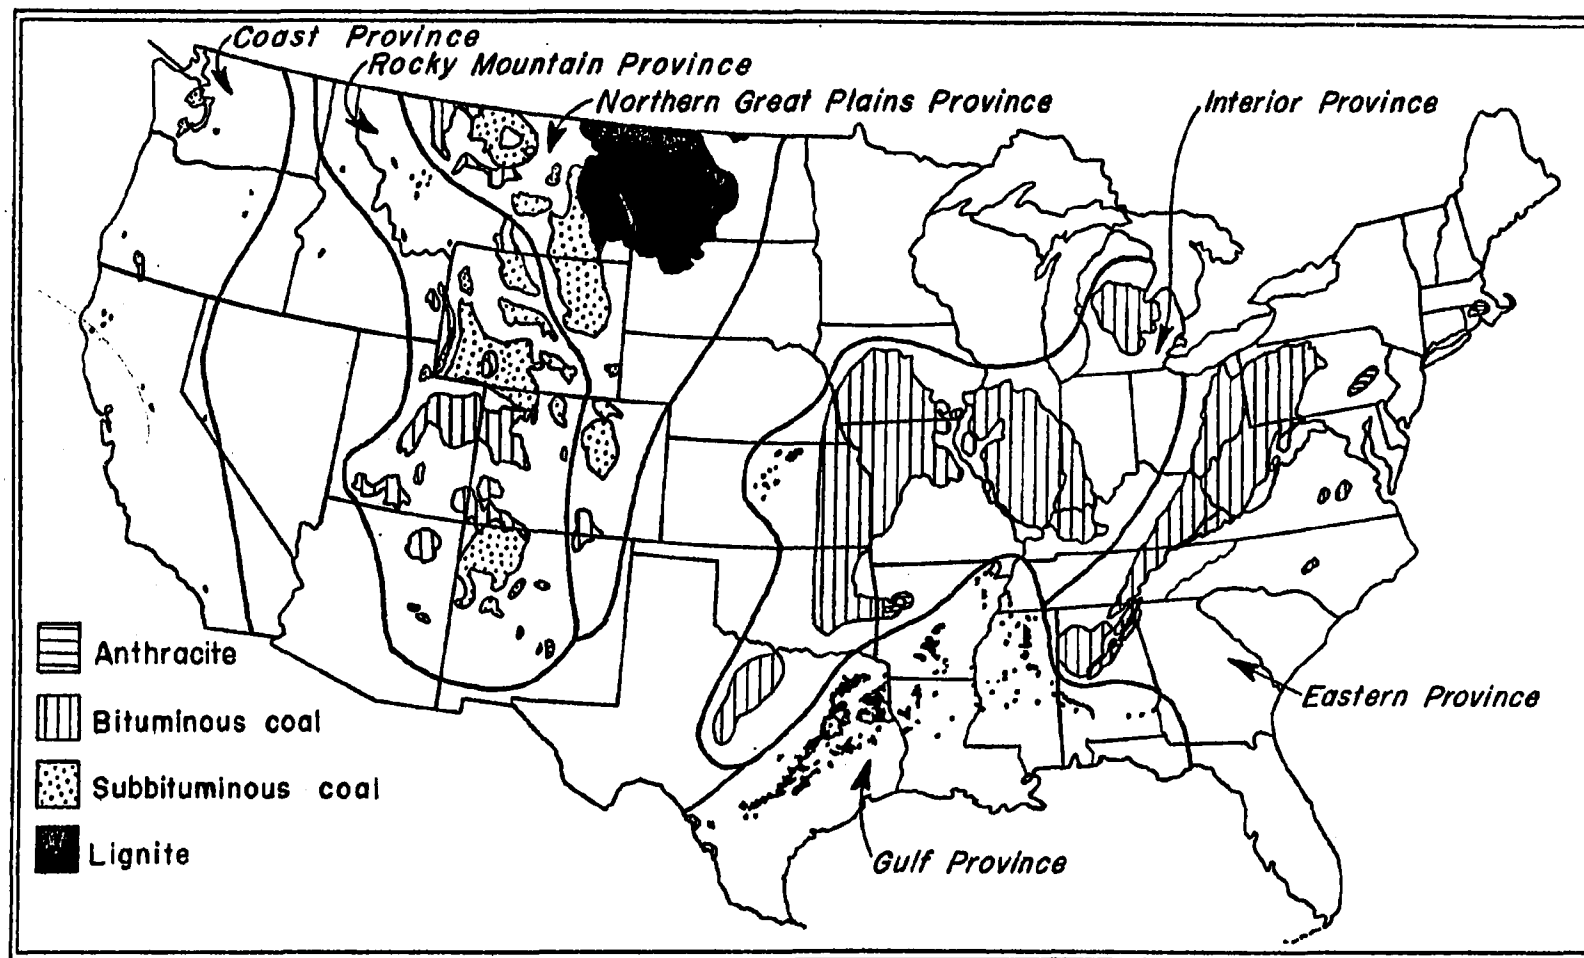 Coast Province
Rocky Mountain Province
Northern Great Plains Province
Interior Province
Anthracite
Bituminous coal
Subbituminous coal
Lignite
Eastern Province
Gulf Province